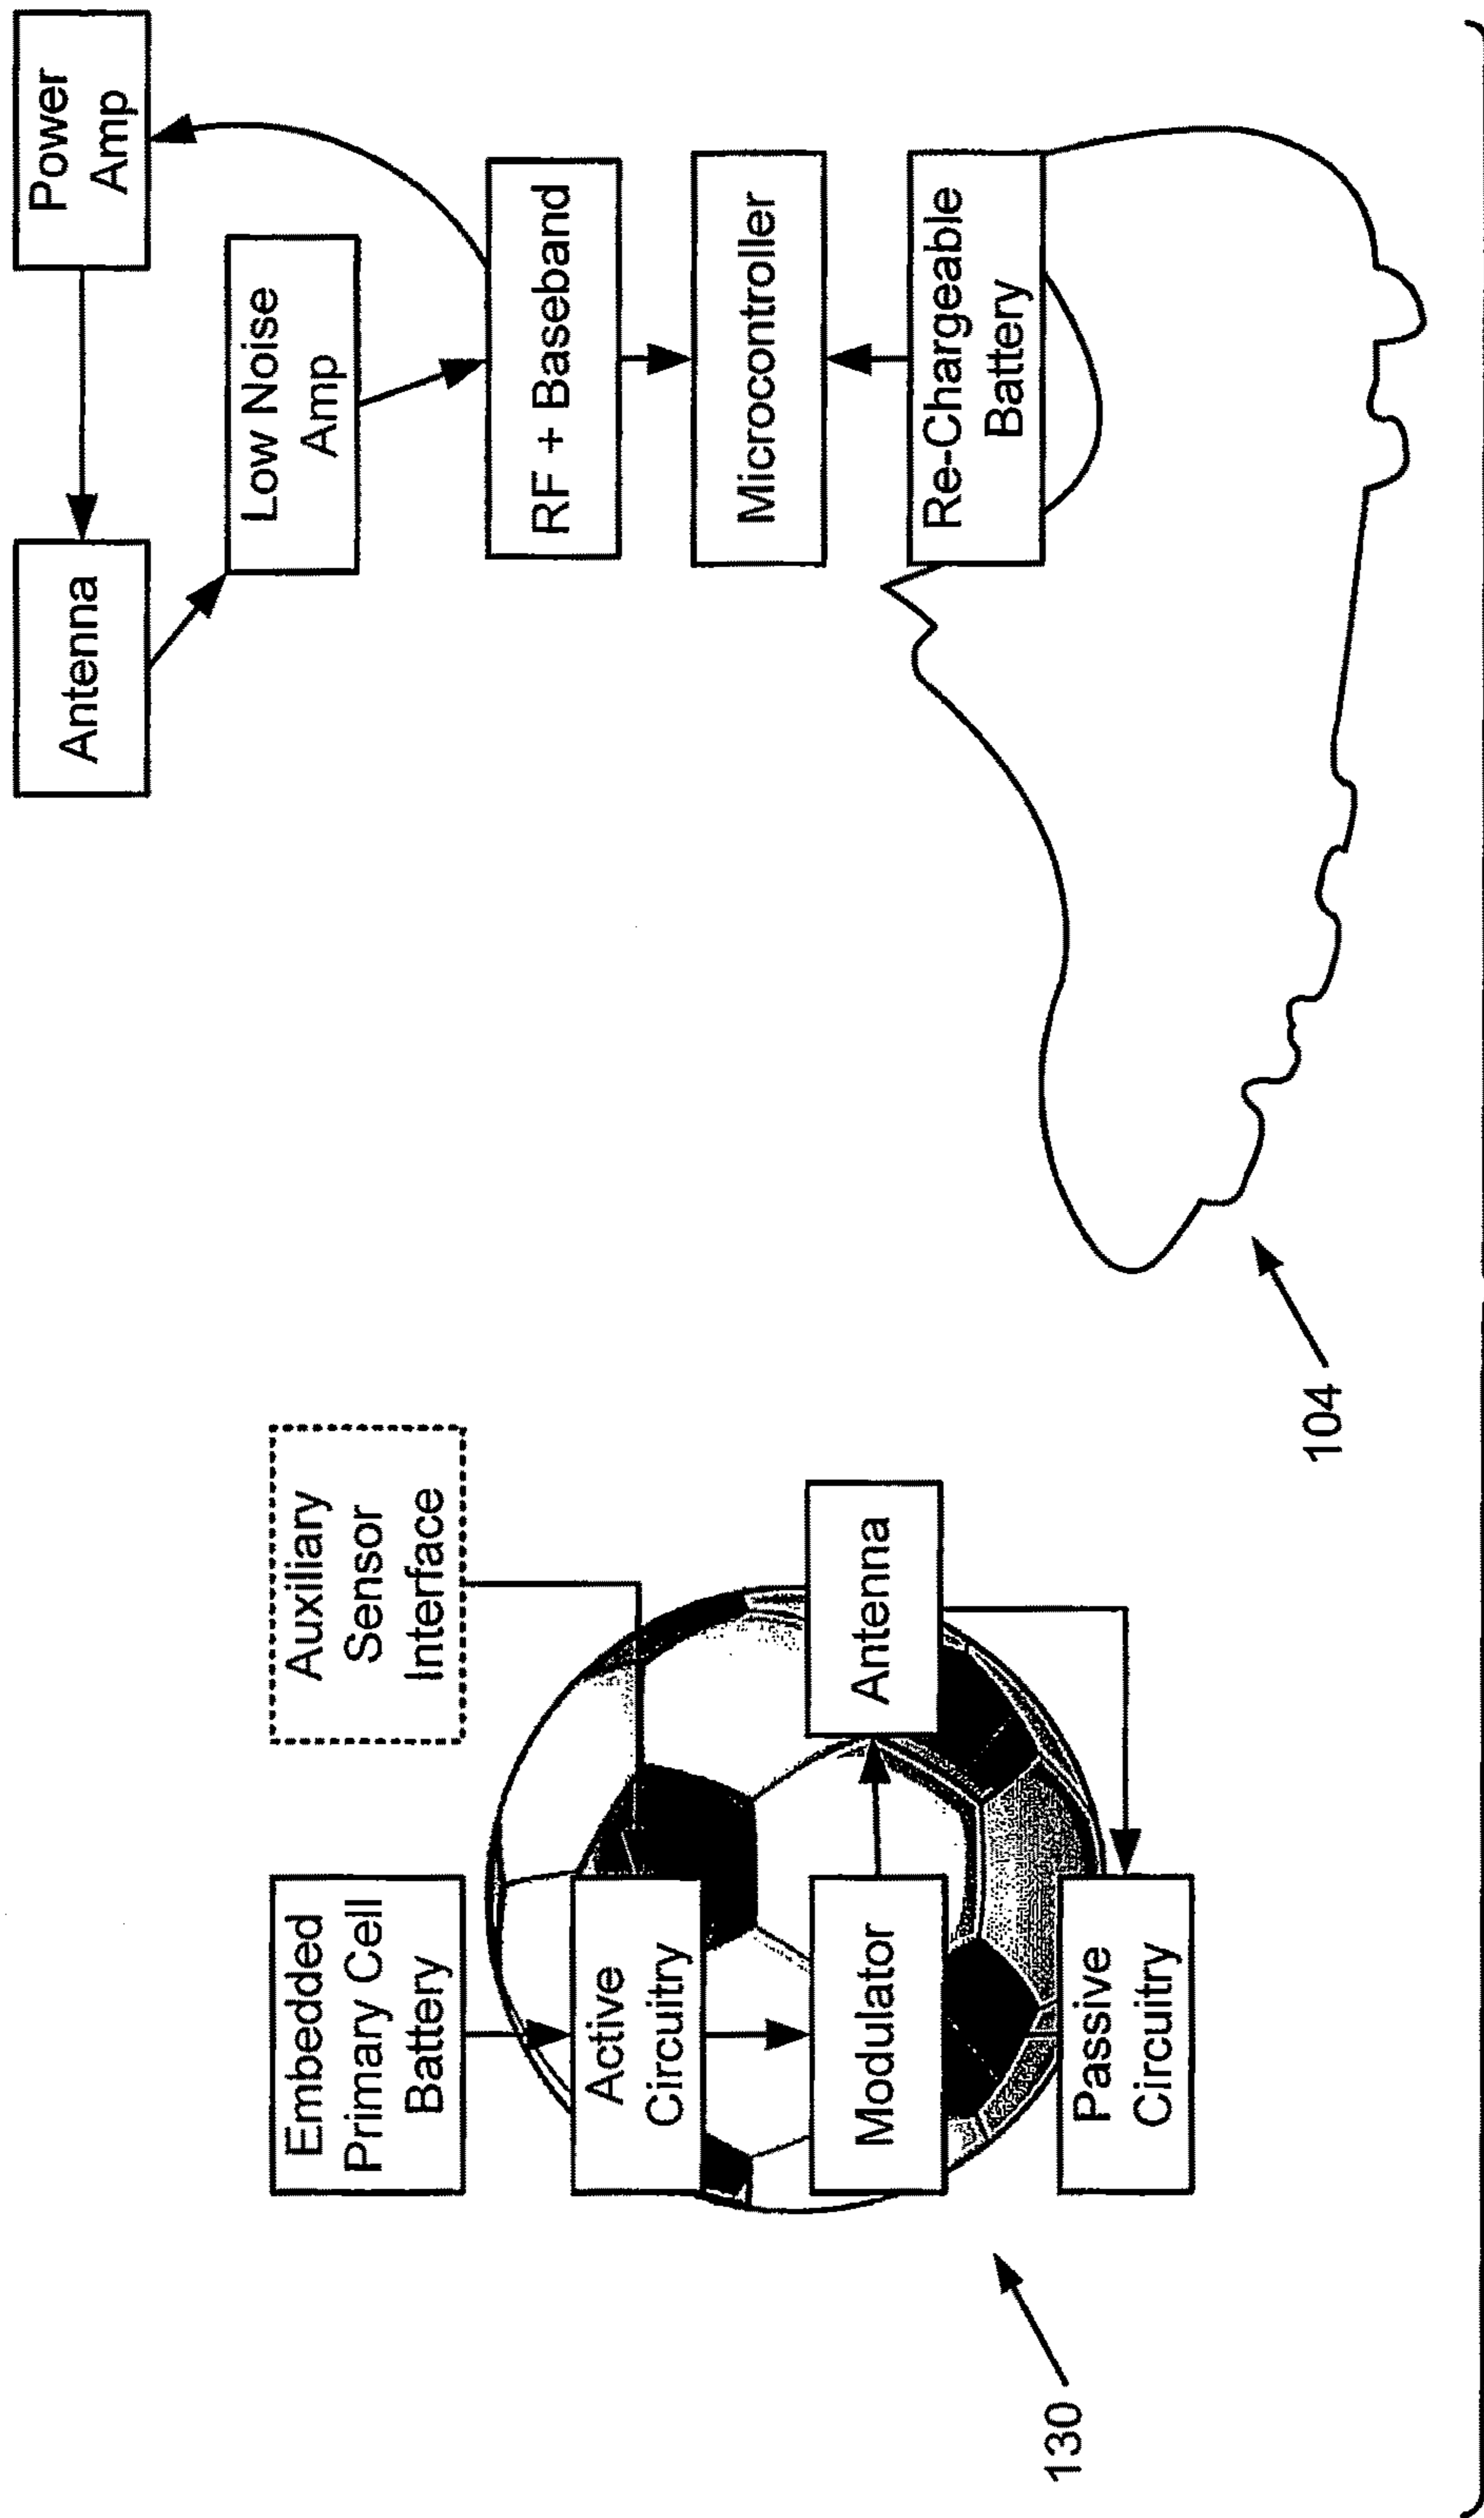 Embedded
Primary Cell
Battery
Auxiliary
Sensor
Interface
Active
Circuitry
Modulator
Antenna
Passive
Circuitry
130
Antenna
Power
Amp
Low Noise
Amp
RF + Baseband
Microcontroller
Re-Chargeable
Battery
104